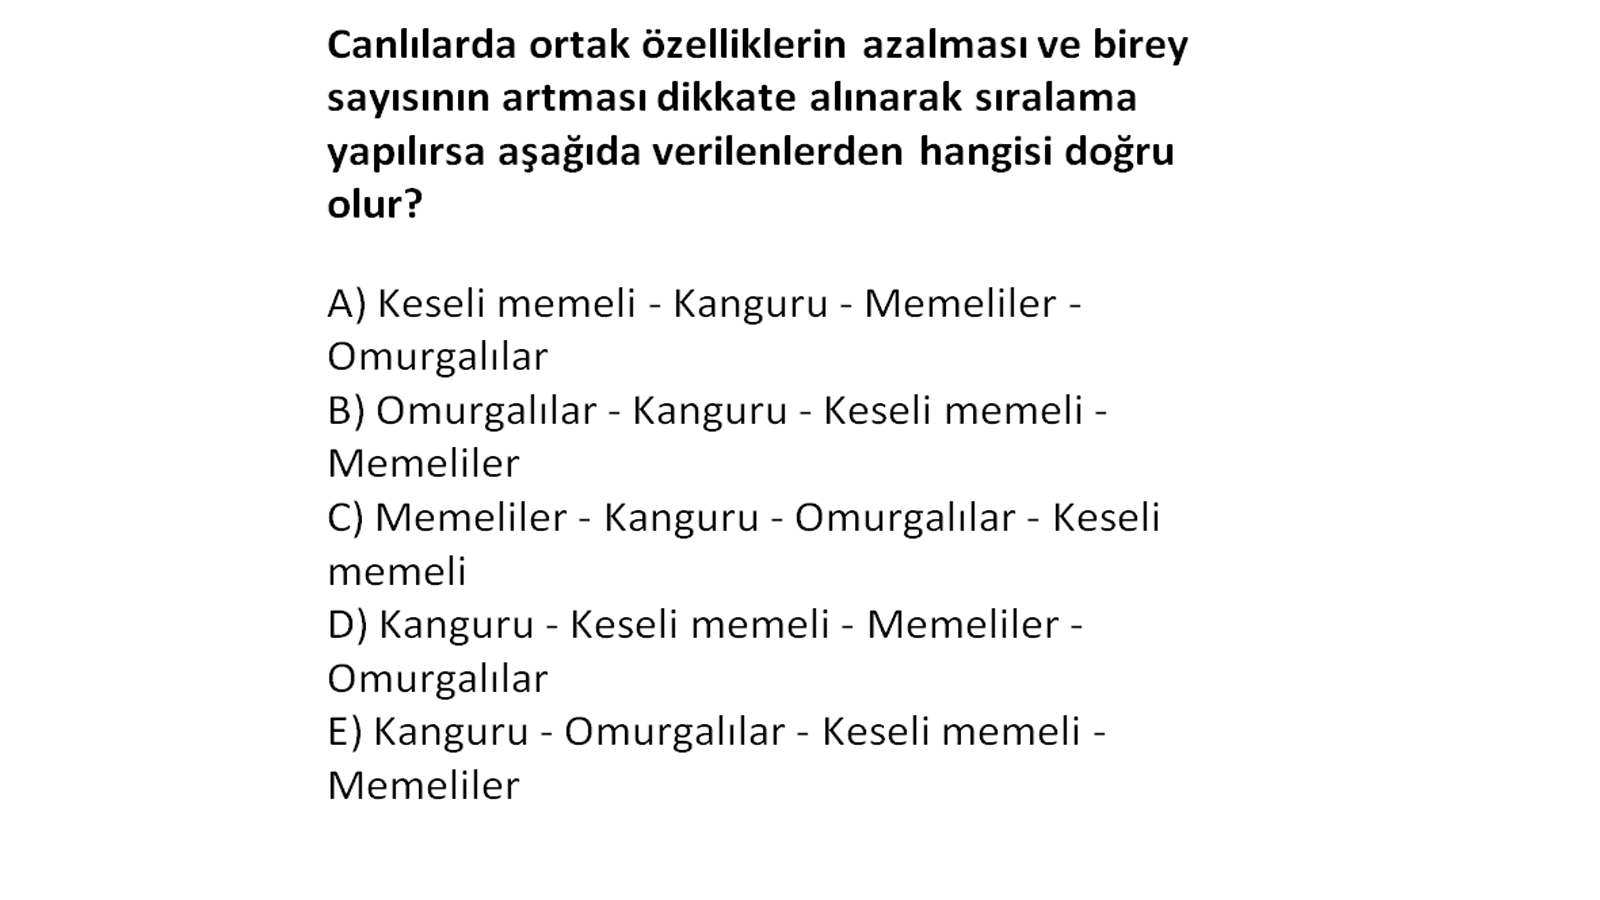 Canlılarda ortak özelliklerin azalması ve birey
sayısının artması dikkate alınarak sıralama
yapılırsa aşağıda verilenlerden hangisi doğru
olur?
A) Keseli memeli - Kanguru - Memeliler -
Omurgalılar
B) Omurgalılar - Kanguru - Keseli memeli -
Memeliler
C) Memeliler - Kanguru - Omurgalılar - Keseli
memeli
D) Kanguru - Keseli memeli - Memeliler -
Omurgalılar
E) Kanguru - Omurgalılar - Keseli memeli -
Memeliler